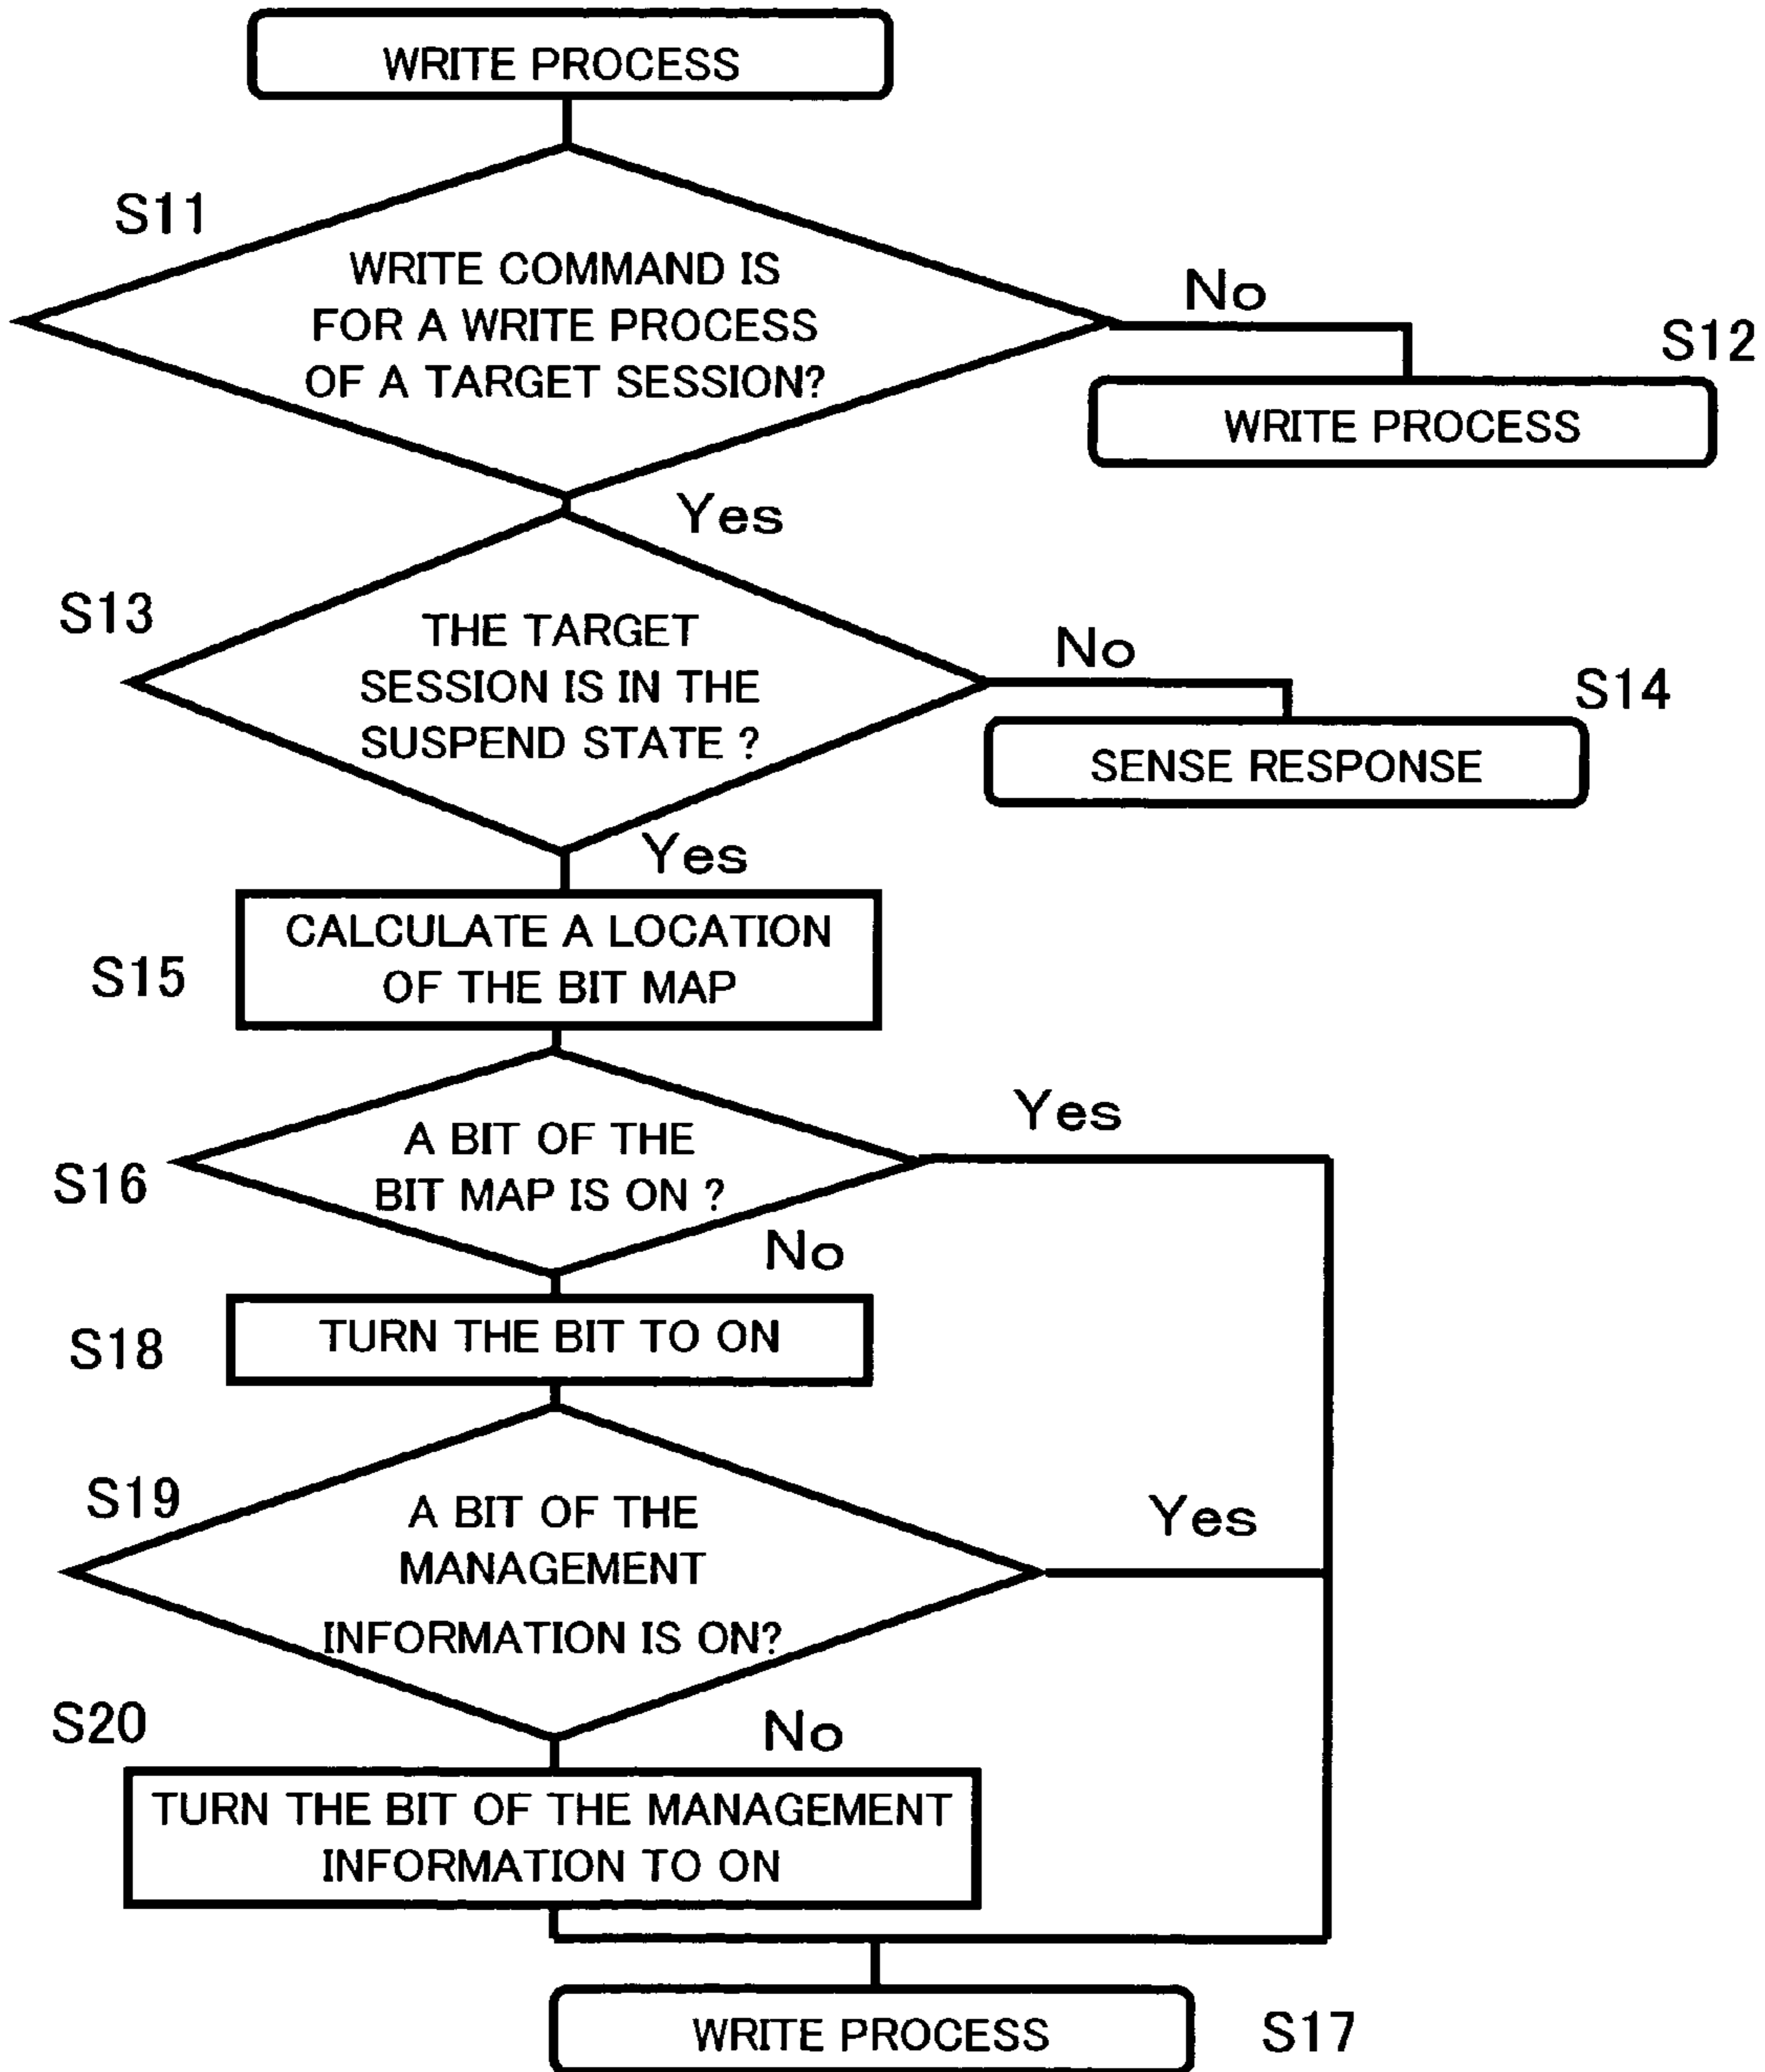 WRITE PROCESS
S11
WRITE COMMAND IS
FOR A WRITE PROCESS
OF A TARGET SESSION?
No
S12
WRITE PROCESS
Yes
S13
THE TARGET
SESSION IS IN THE
SUSPEND STATE ?
No
S14
SENSE RESPONSE
Yes
S15
CALCULATE A LOCATION
OF THE BIT MAP
S16
A BIT OF THE
BIT MAP IS ON ?
Yes
No
S18
TURN THE BIT TO ON
S19
A BIT OF THE
MANAGEMENT
INFORMATION IS ON?
Yes
No
S20
TURN THE BIT OF THE MANAGEMENT
INFORMATION TO ON
WRITE PROCESS
S17